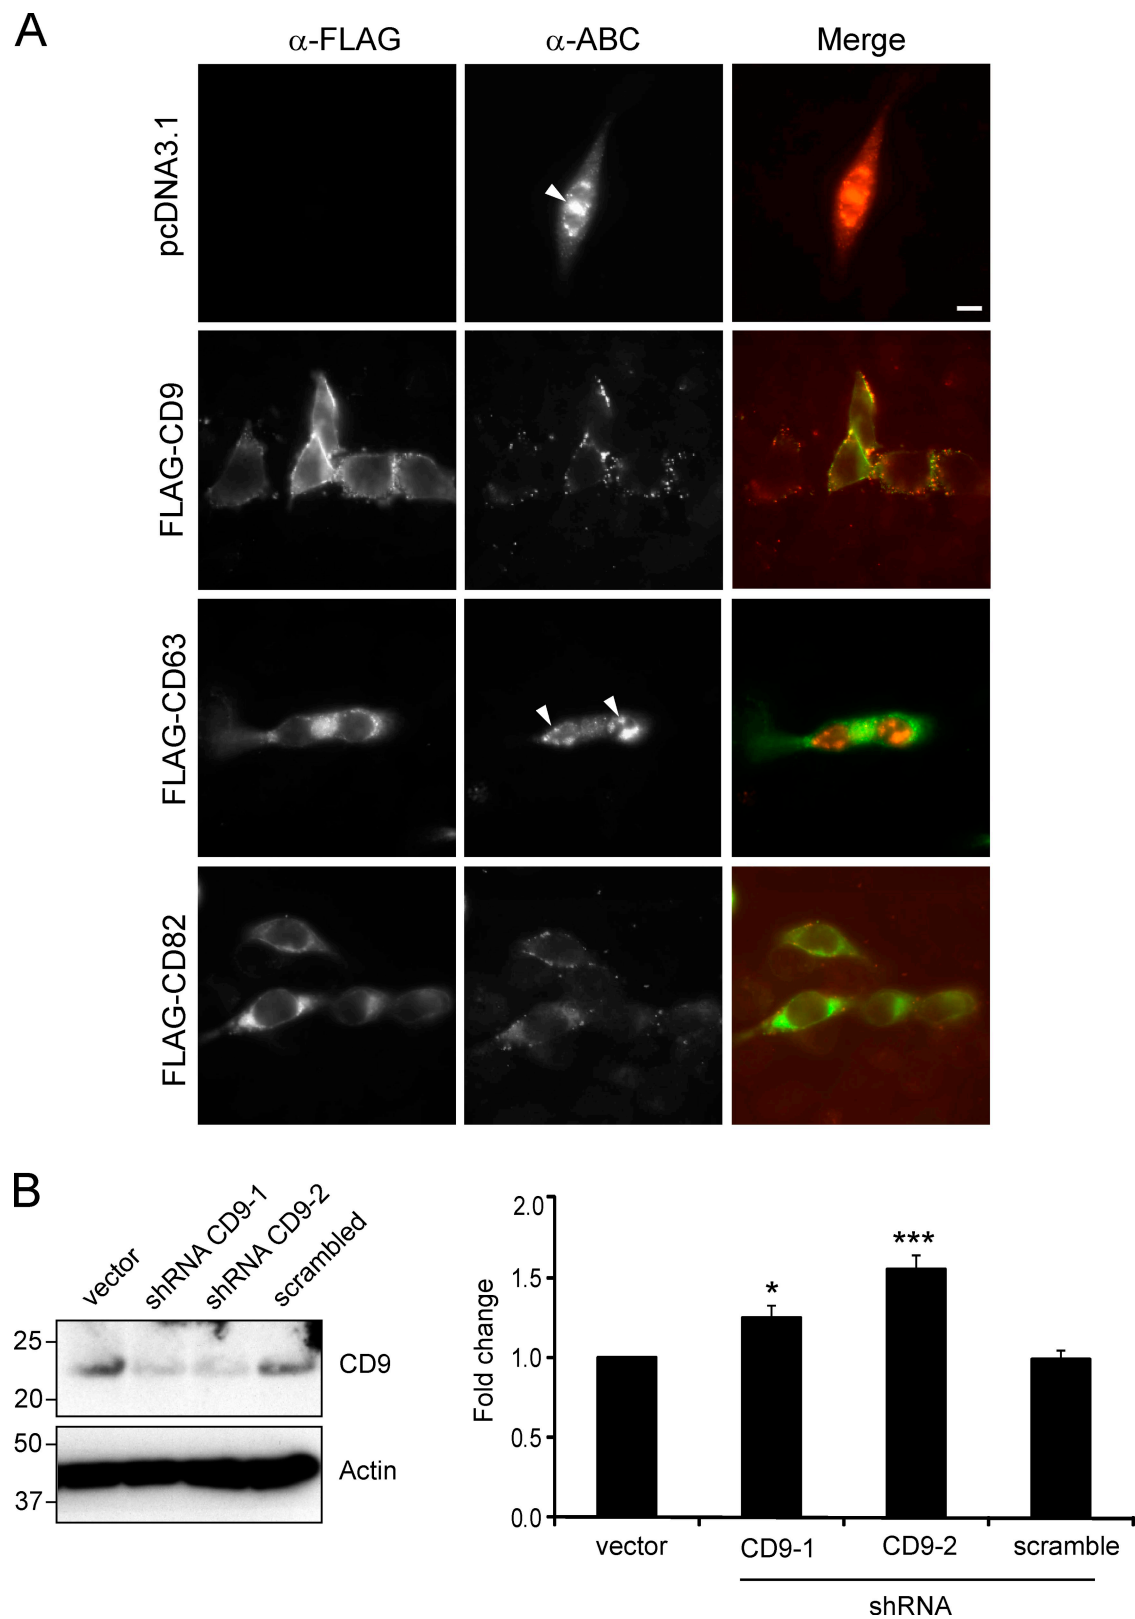 A
α-FLAG α-ABC Merge
pcDNA3.1
FLAG-CD9
FLAG-CD63
FLAG-CD82
B
vector
shRNA CD9-1
shRNA CD9-2
scrambled
25
20
CD9
50
37
Actin
2.0
1.5
1.0
0.5
0.0
Fold change
*
***
vector CD9-1 CD9-2 scramble
shRNA